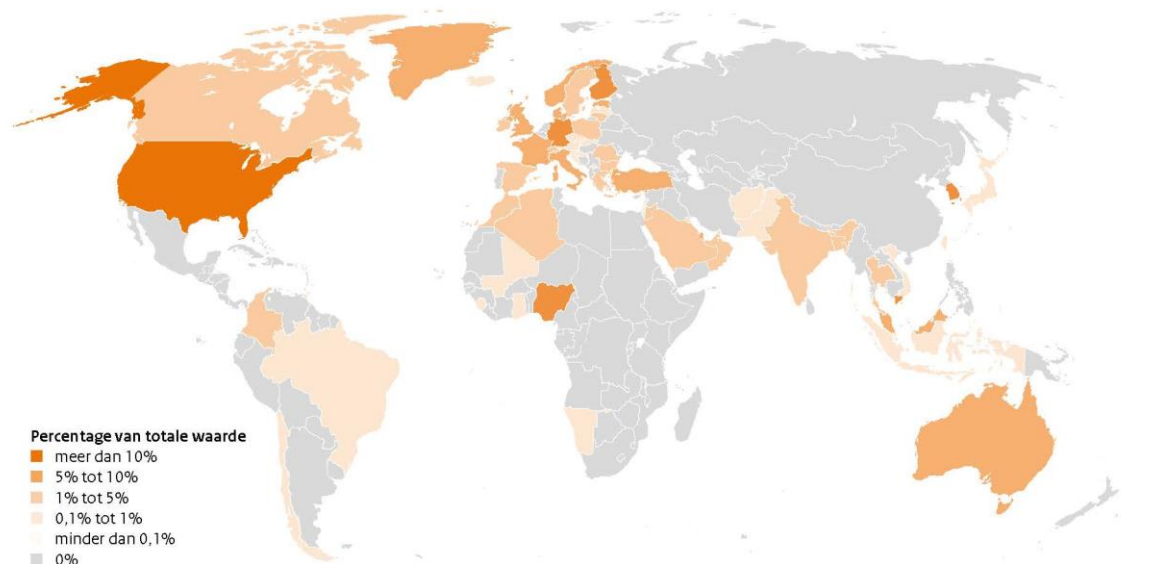 Percentage van totale waarde
meer dan 10%
5% tot 10%
1% tot 5%
0,1% tot 1%
minder dan 0,1%
0%